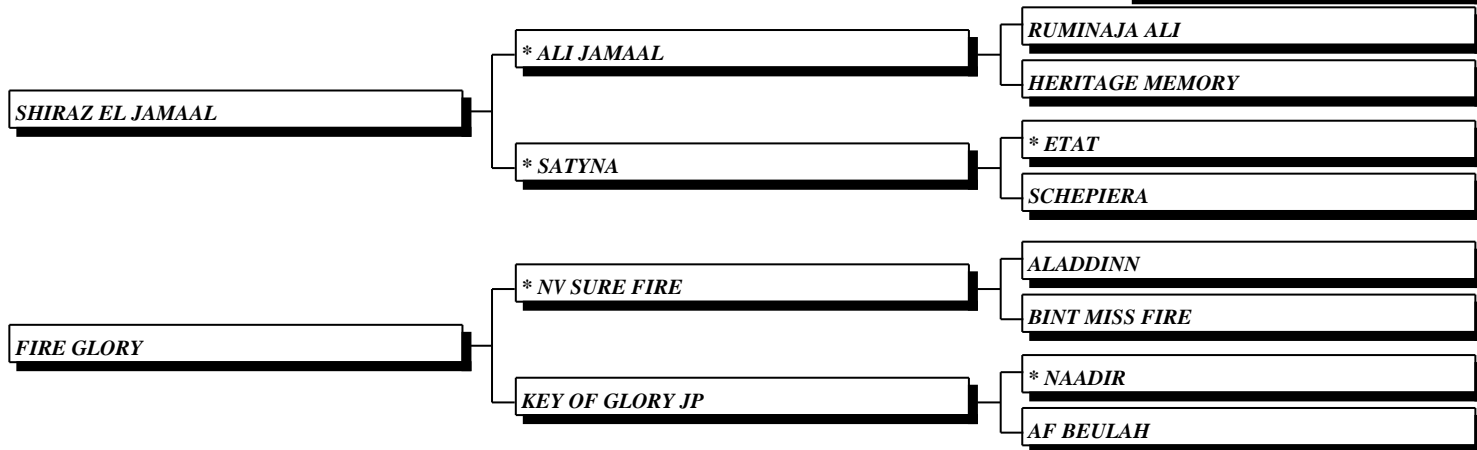 RUMINAJA ALI
* ALI JAMAAL
HERITAGE MEMORY
SHIRAZ EL JAMAAL
* ETAT
* SATYNA
SCHEPIERA
ALADDINN
* NV SURE FIRE
BINT MISS FIRE
FIRE GLORY
* NAADIR
KEY OF GLORY JP
AF BEULAH